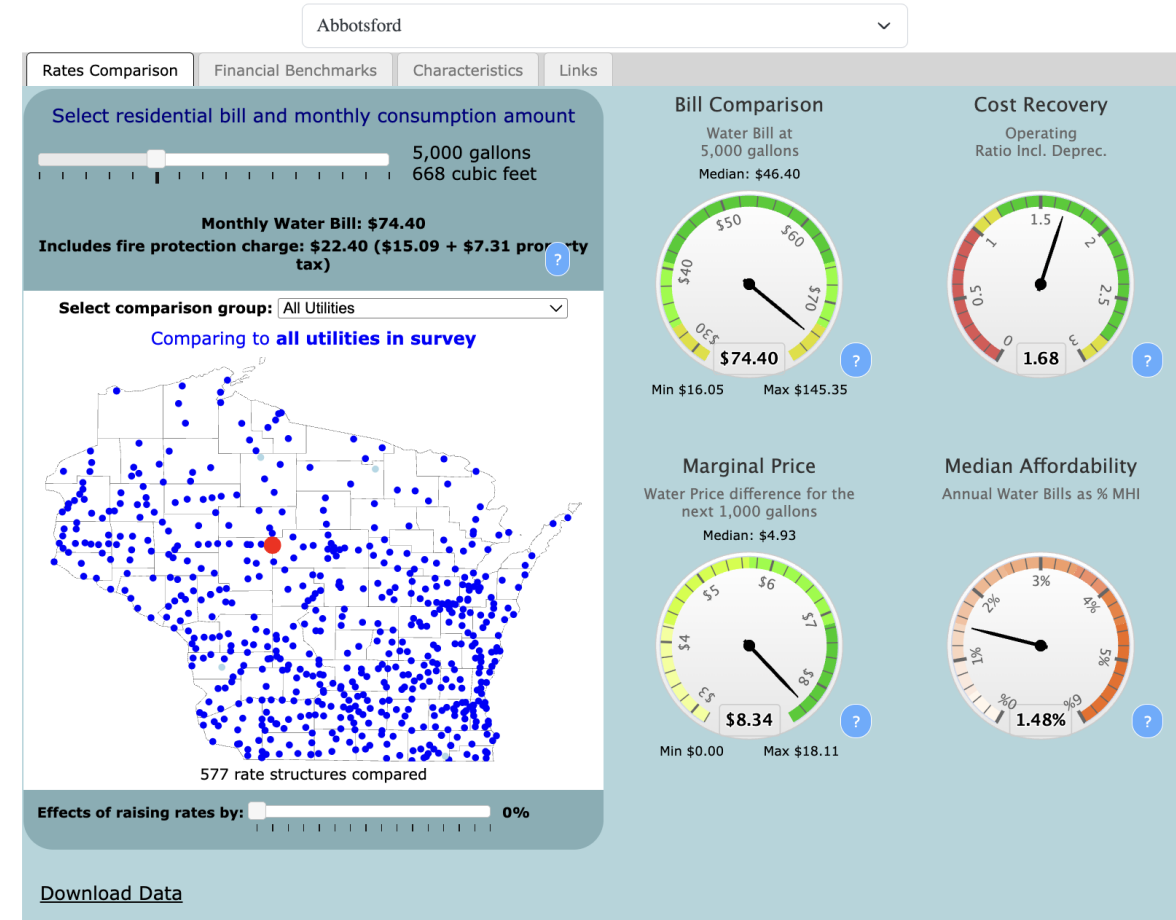 Abbotsford
Rates Comparison
Financial Benchmarks
Characteristics
Links
Select residential bill and monthly consumption amount
5,000 gallons
668 cubic feet
Monthly Water Bill: $74.40
Includes fire protection charge: $22.40 ($15.09 + $7.31
tax)
?
Select comparison group: All Utilities
Comparing to all utilities in survey
577 rate structures compared
Effects of raising rates by: 0%
Download Data
Bill Comparison
Water Bill at
5,000 gallons
Median: $46.40
$30
$40
$50
$60
$70
$74.40
?
Min $16.05 Max $145.35
Cost Recovery
Operating
Ratio Incl. Deprec.
0
0.5
1
1.5
2
2.5
3
1.68
?
Marginal Price
Water Price difference for the
next 1,000 gallons
Median: $4.93
$3
$4
$5
$6
$7
$8
$8.34
?
Min $0.00 Max $18.11
Median Affordability
Annual Water Bills as % MHI
0%
1%
2%
3%
4%
5%
6%
1.48%
?